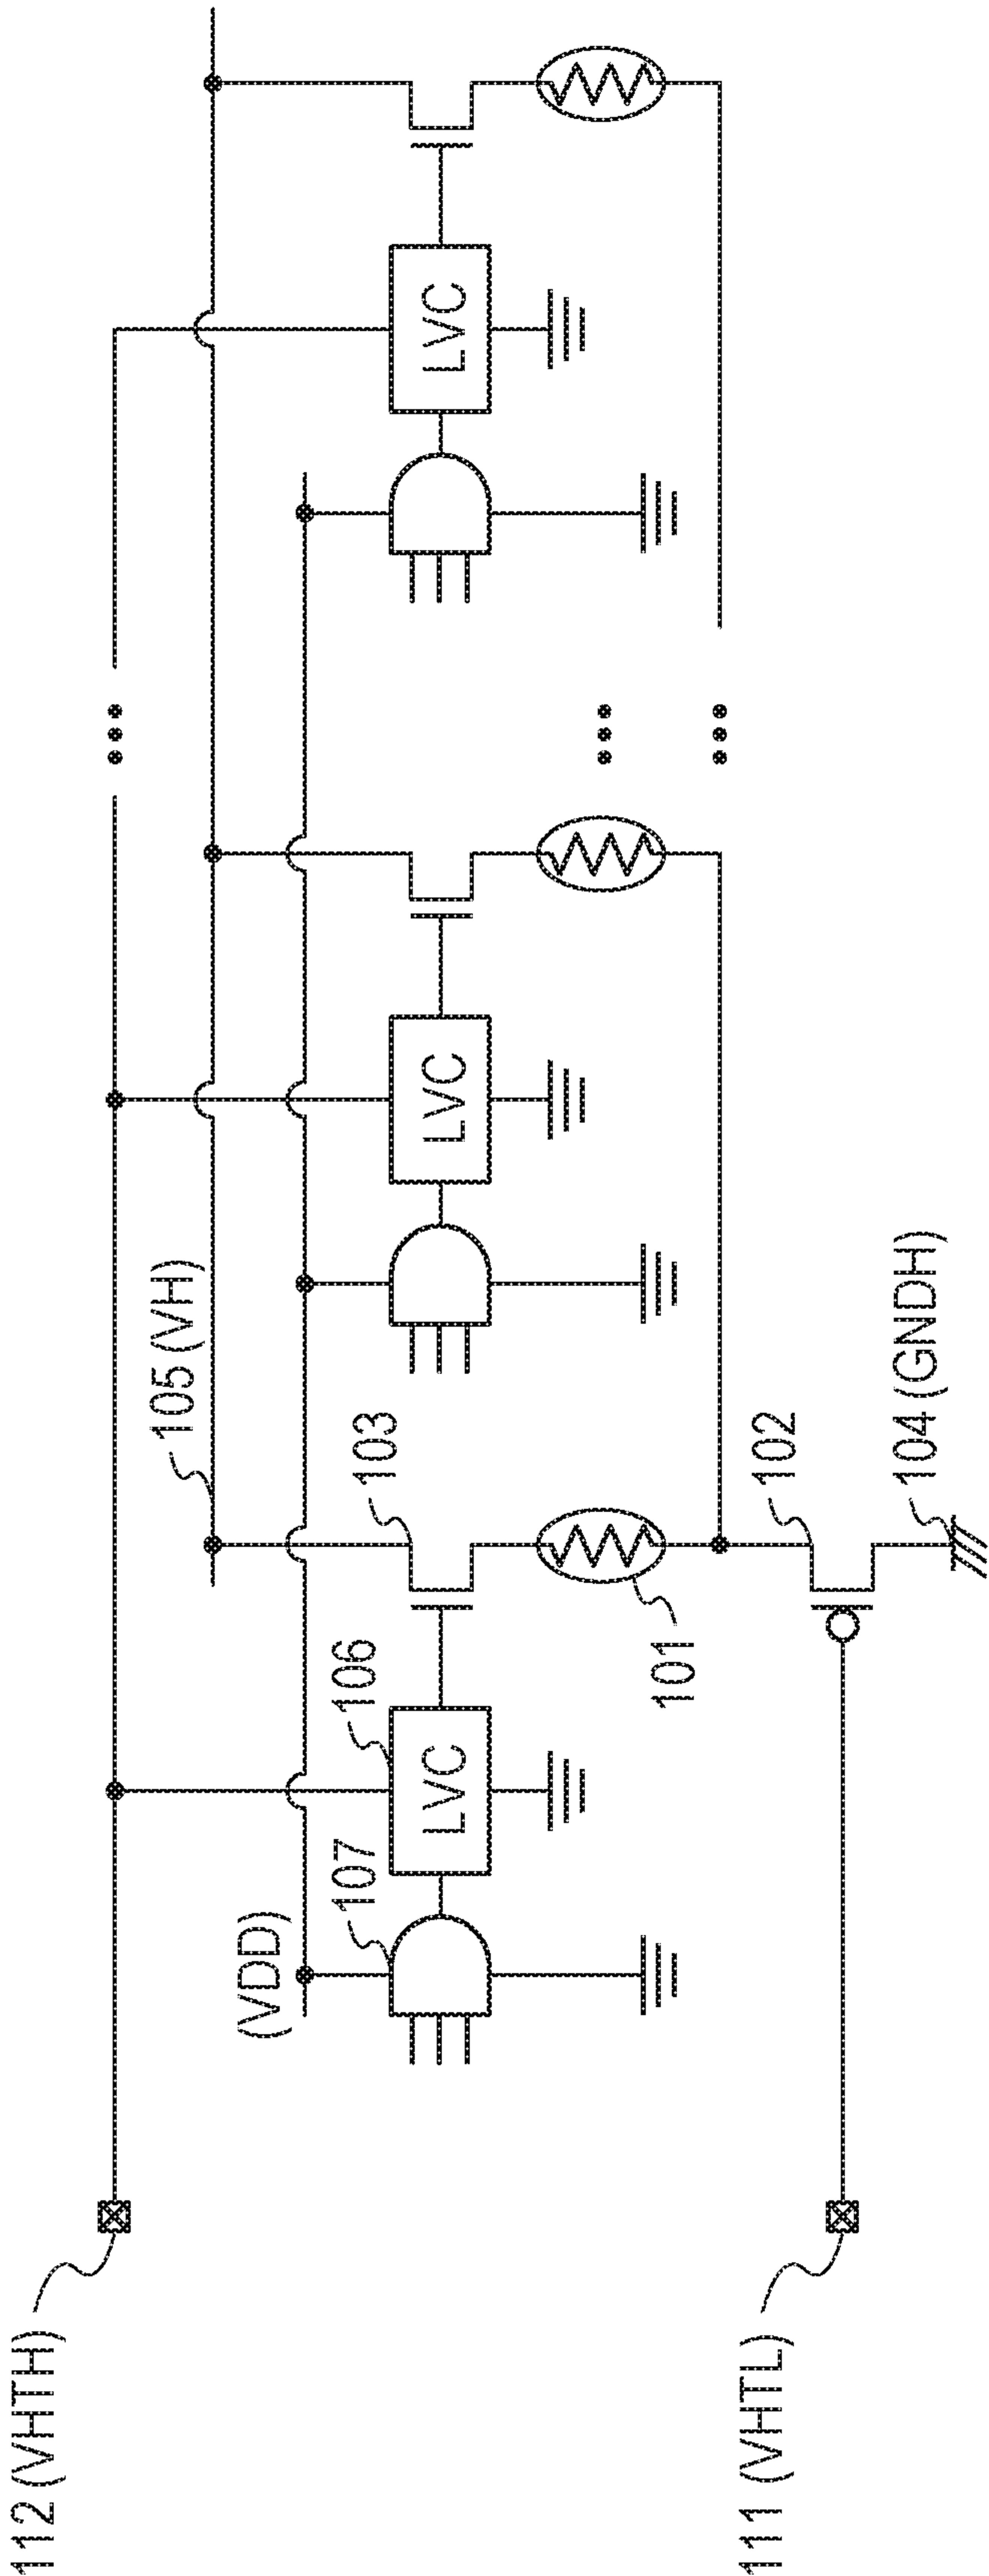 112 (VHTH)
105 (VH)
(VDD)
107
106
103
LVC
LVC
LVC
101
102
104 (GNDH)
111 (VHTL)